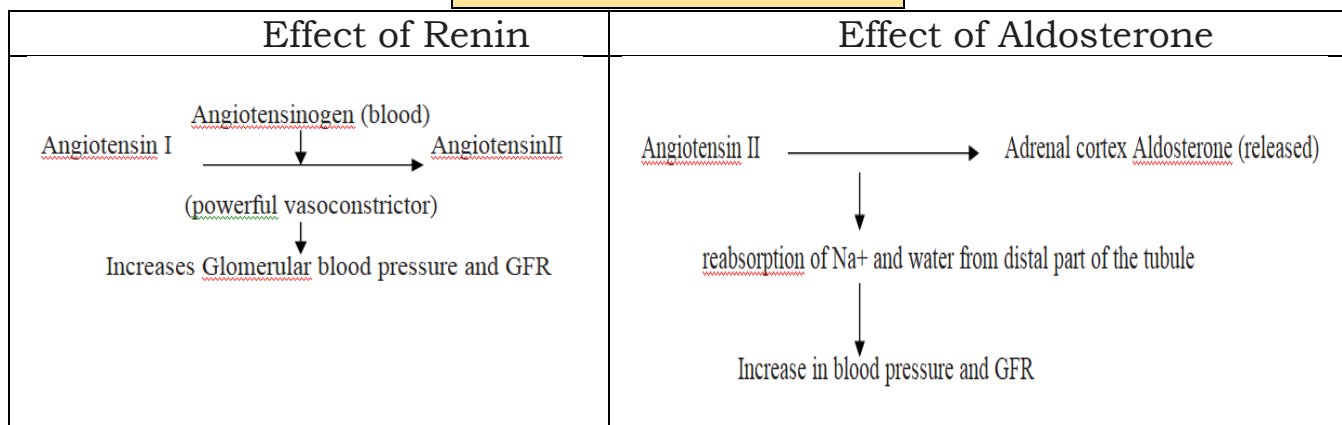 Effect of Renin
Effect of Aldosterone
Angiotensinogen (blood)
Angiotensin I
AngiotensinII
(powerful vasoconstrictor)
Increases Glomerular blood pressure and GFR
Angiotensin II
Adrenal cortex Aldosterone (released)
reabsorption of Na+ and water from distal part of the tubule
Increase in blood pressure and GFR